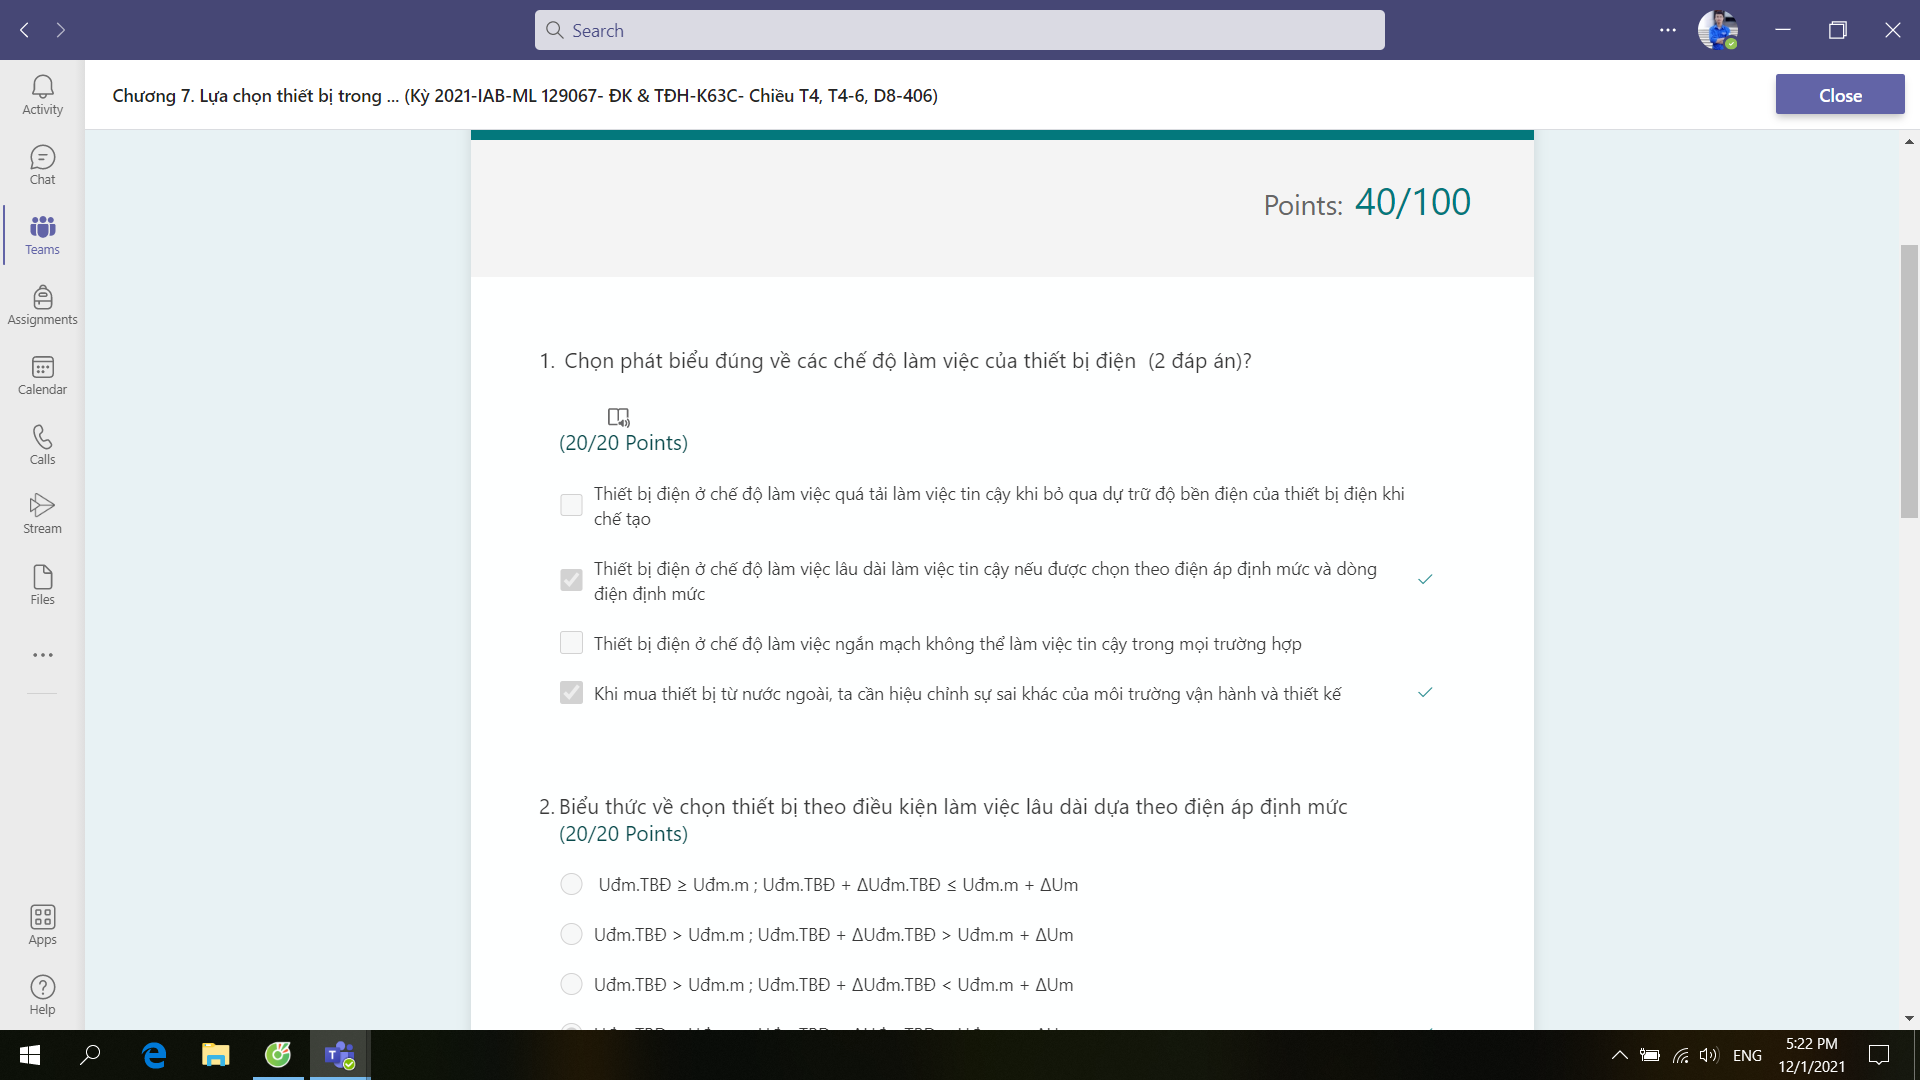 Search
Chương 7. Lựa chọn thiết bị trong ... (Kỳ 2021-IAB-ML 129067- ĐK & TĐH-K63C- Chiều T4, T4-6, D8-406)
Close
Activity
Chat
Teams
Assignments
Calendar
Calls
Stream
Files
Apps
Help
Points: 40/100
1. Chọn phát biểu đúng về các chế độ làm việc của thiết bị điện (2 đáp án)?
(20/20 Points)
Thiết bị điện ở chế độ làm việc quá tải làm việc tin cậy khi bỏ qua dự trữ độ bền điện của thiết bị điện khi
chế tạo
Thiết bị điện ở chế độ làm việc lâu dài làm việc tin cậy nếu được chọn theo điện áp định mức và dòng
điện định mức
Thiết bị điện ở chế độ làm việc ngắn mạch không thể làm việc tin cậy trong mọi trường hợp
Khi mua thiết bị từ nước ngoài, ta cần hiệu chỉnh sự sai khác của môi trường vận hành và thiết kế
2. Biểu thức về chọn thiết bị theo điều kiện làm việc lâu dài dựa theo điện áp định mức
(20/20 Points)
Uđm.TBĐ ≥ Uđm.m ; Uđm.TBĐ + ΔUđm.TBĐ ≤ Uđm.m + ΔUm
Uđm.TBĐ > Uđm.m ; Uđm.TBĐ + ΔUđm.TBĐ > Uđm.m + ΔUm
Uđm.TBĐ > Uđm.m ; Uđm.TBĐ + ΔUđm.TBĐ < Uđm.m + ΔUm
ENG
5:22 PM
12/1/2021